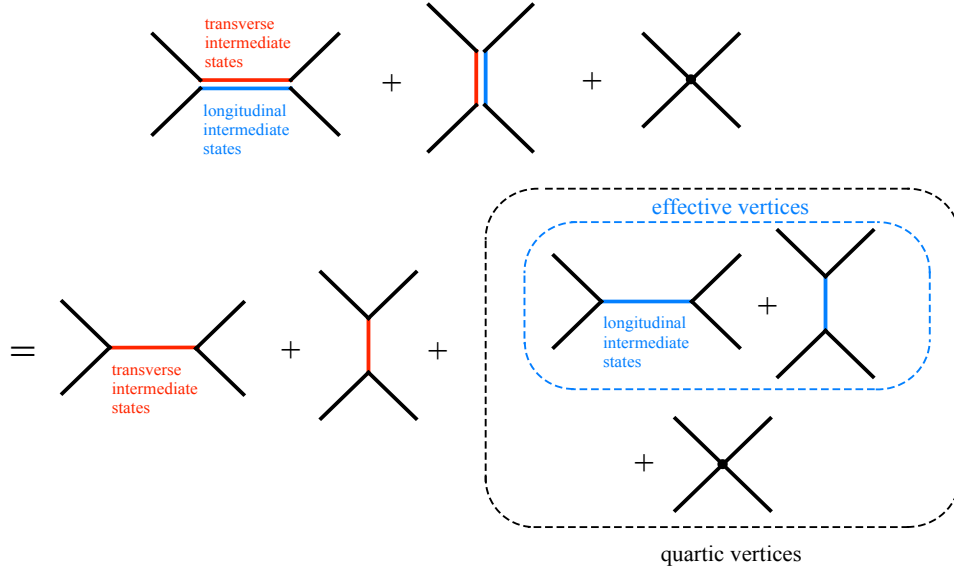 transverse
intermediate
states
longitudinal
intermediate
states
+
+
=
transverse
intermediate
states
+
+
effective vertices
longitudinal
intermediate
states
+
+
quartic vertices